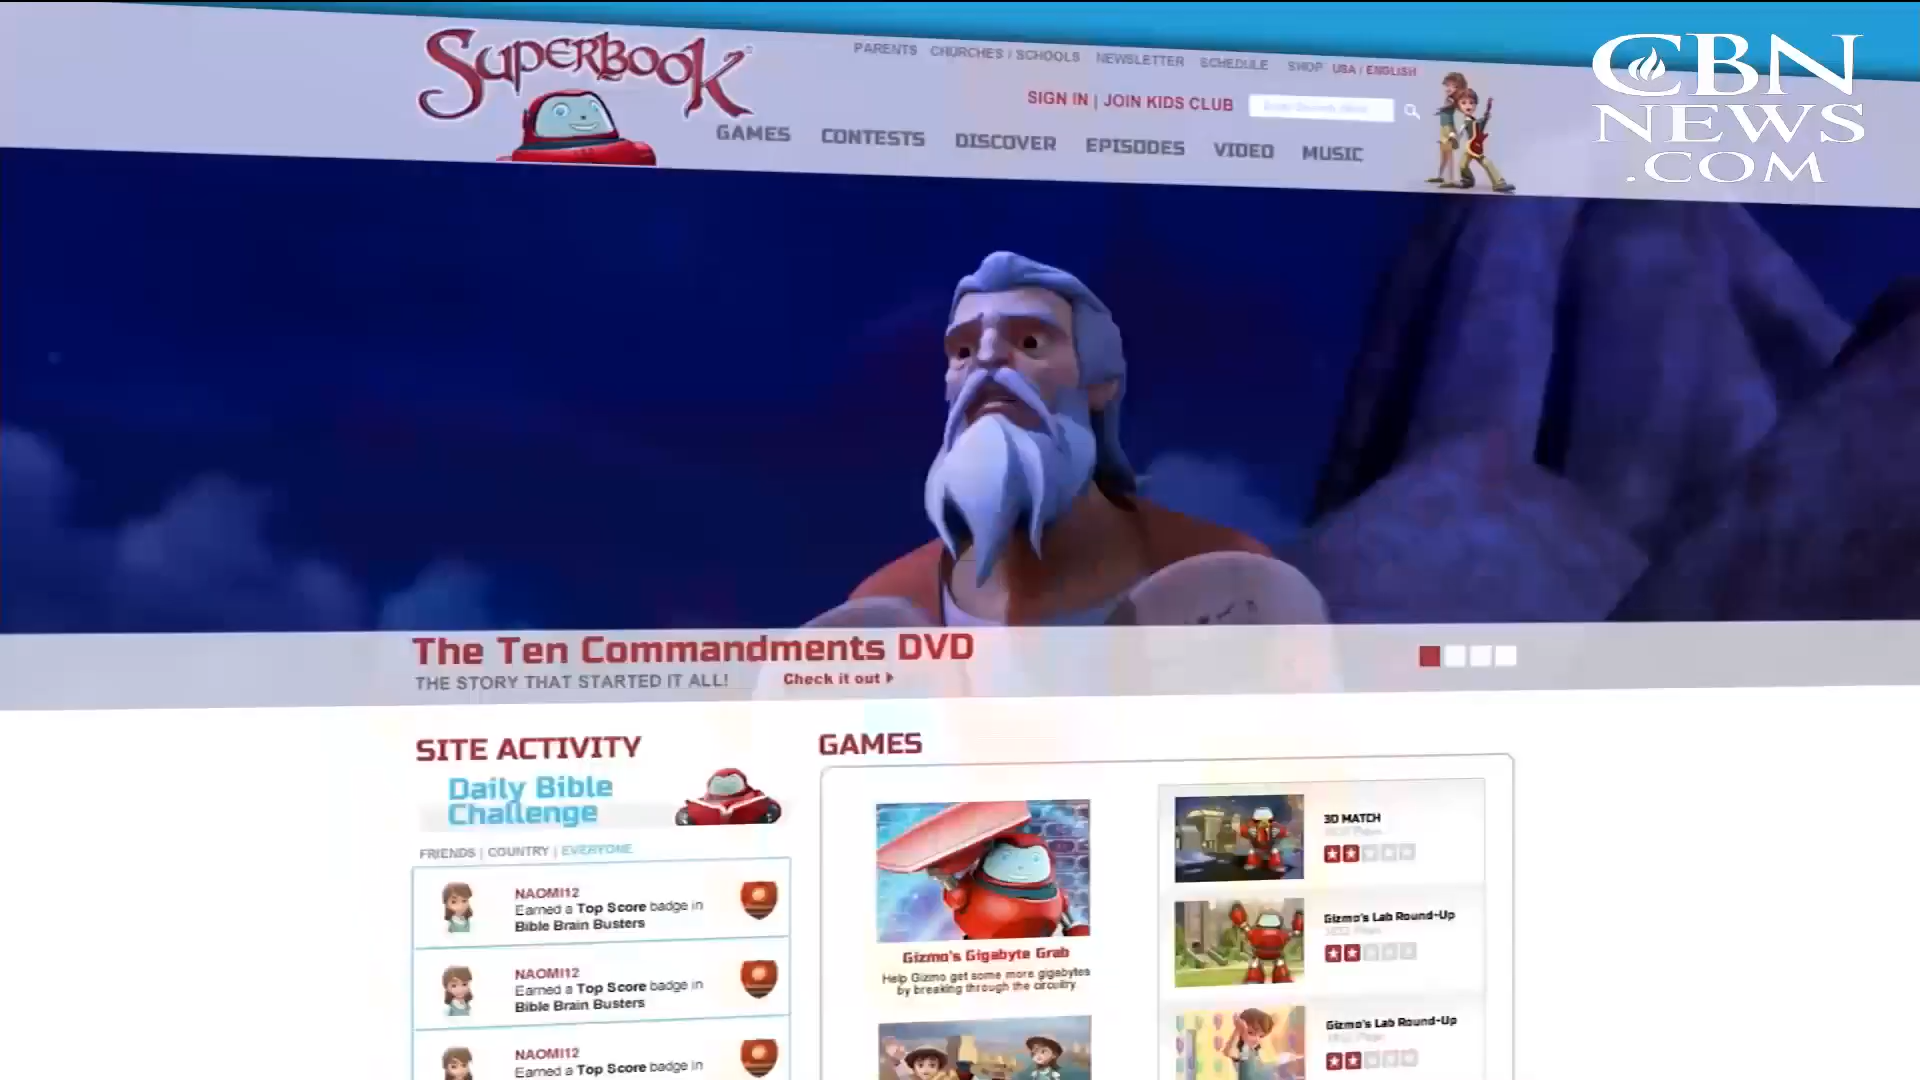 SUPERBOOK
PARENTS CHURCHES / SCHOOLS NEWSLETTER SCHEDULE SHOP USA / ENGLISH
SIGN IN | JOIN KIDS CLUB
GAMES CONTESTS DISCOVER EPISODES VIDEO MUSIC
CBN
NEWS
.COM
The Ten Commandments DVD
THE STORY THAT STARTED IT ALL! Check it out
SITE ACTIVITY
Daily Bible
Challenge
FRIENDS | COUNTRY | EVERYONE
NAOMI12
Earned a Top Score badge in
Bible Brain Busters
NAOMI12
Earned a Top Score badge in
Bible Brain Busters
NAOMI12
Earned a Top Score badge in
GAMES
Gizmo's Gigabyte Grab
Help Gizmo get some more gigabytes
by breaking through the circuitry.
3D MATCH
Gizmo's Lab Round-Up
Gizmo's Lab Round-Up